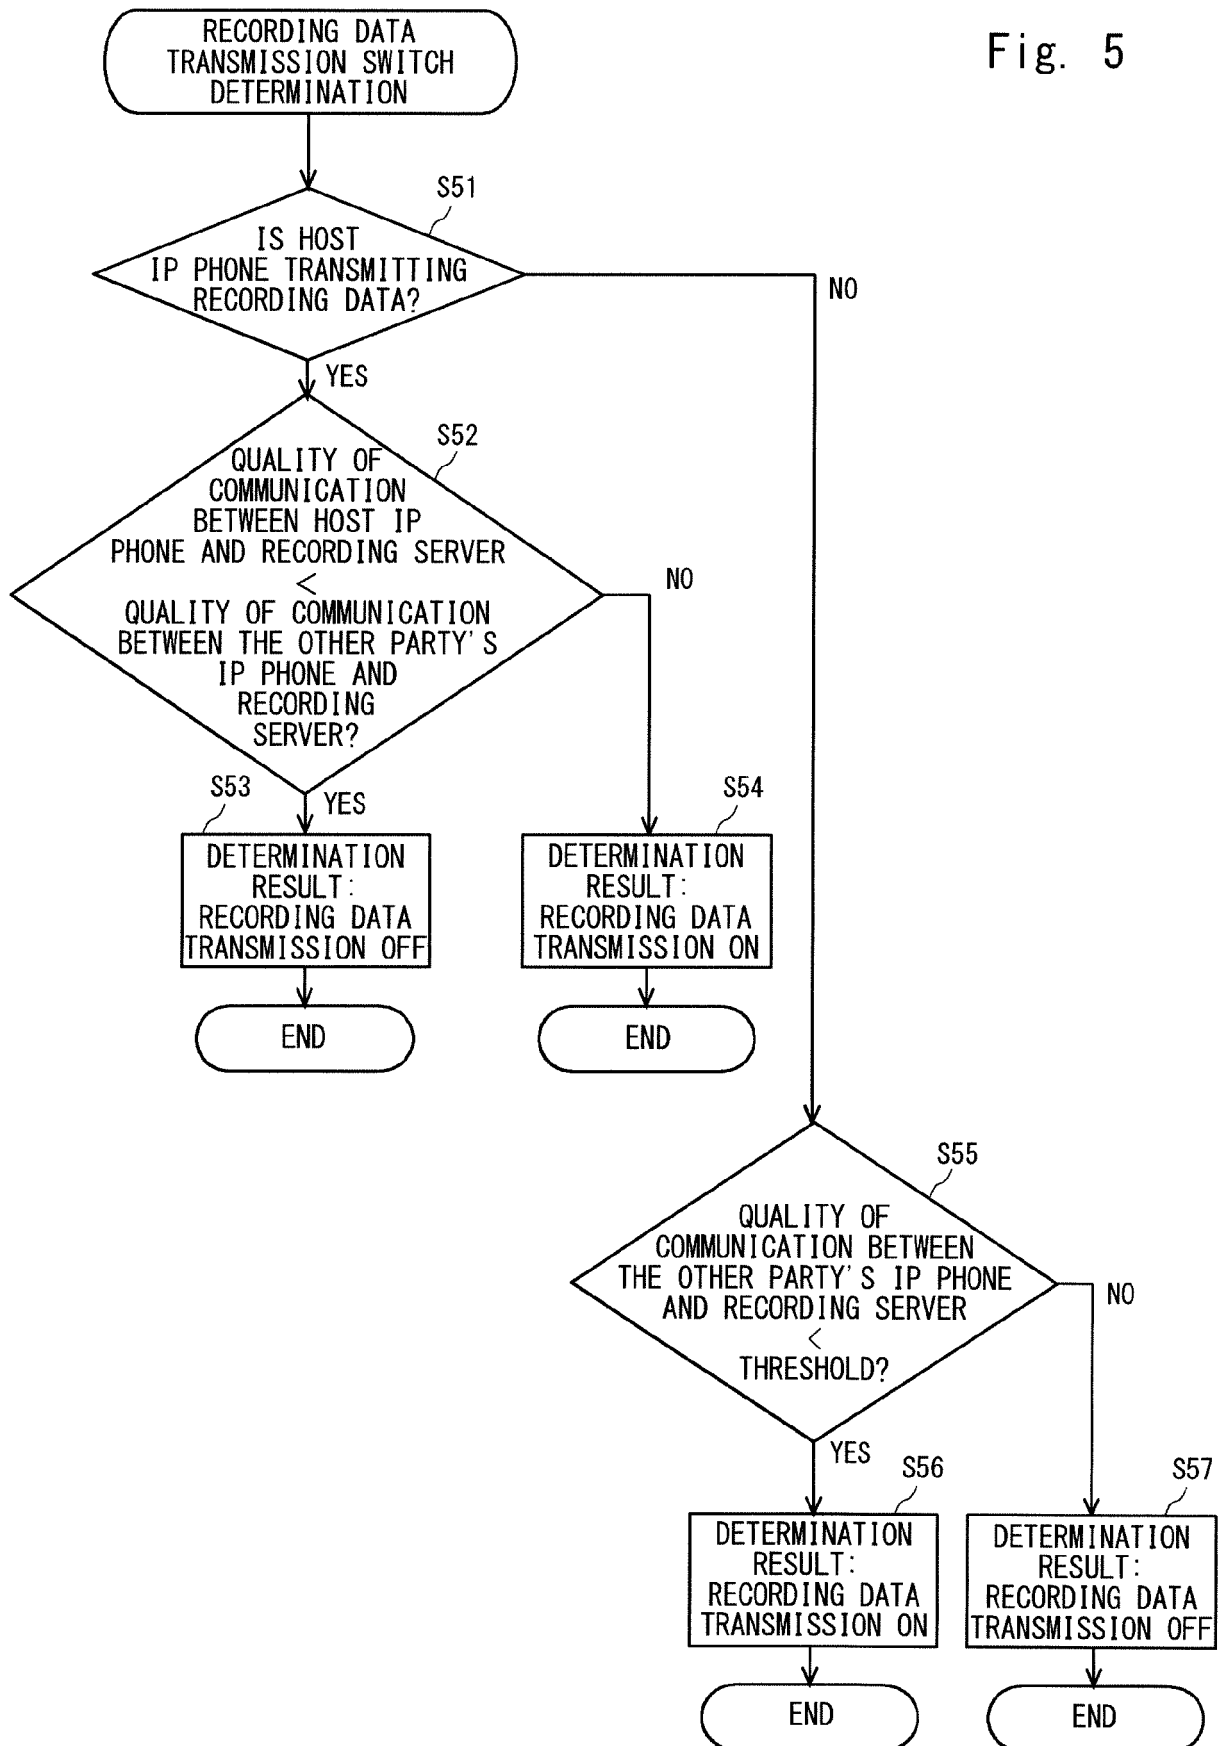 Fig. 5
RECORDING DATA
TRANSMISSION SWITCH
DETERMINATION
S51
IS HOST
IP PHONE TRANSMITTING
RECORDING DATA?
NO
YES
S52
QUALITY OF
COMMUNICATION
BETWEEN HOST IP
PHONE AND RECORDING SERVER
<
QUALITY OF COMMUNICATION
BETWEEN THE OTHER PARTY'S
IP PHONE AND
RECORDING
SERVER?
NO
YES
S53
DETERMINATION
RESULT:
RECORDING DATA
TRANSMISSION OFF
END
S54
DETERMINATION
RESULT:
RECORDING DATA
TRANSMISSION ON
END
S55
QUALITY OF
COMMUNICATION BETWEEN
THE OTHER PARTY'S IP PHONE
AND RECORDING SERVER
<
THRESHOLD?
NO
YES
S56
DETERMINATION
RESULT:
RECORDING DATA
TRANSMISSION ON
END
S57
DETERMINATION
RESULT:
RECORDING DATA
TRANSMISSION OFF
END